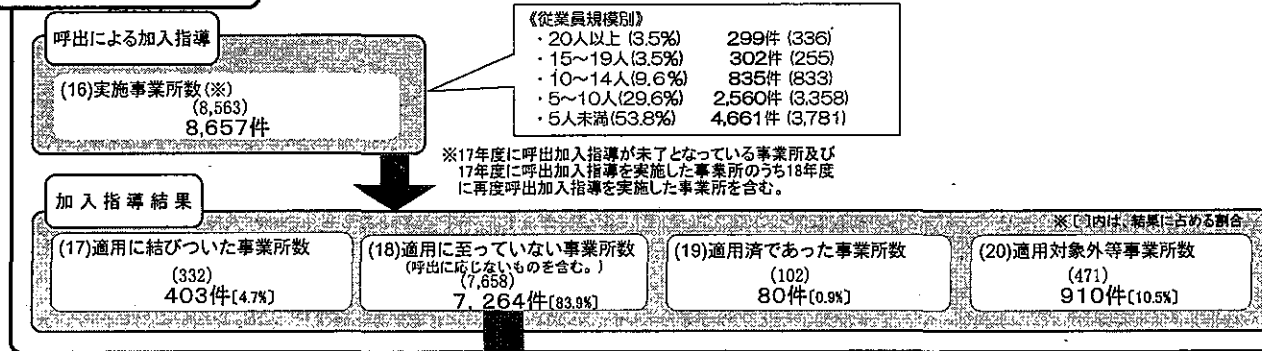 呼出による加入指導
(16)実施事業所数(※)
(8,563)
8,657件
《従業員規模別》
・20人以上(3.5%) 299件(336)
・15～19人(3.5%) 302件(255)
・10～14人(9.6%) 835件(833)
・5～10人(29.6%) 2,560件(3,358)
・5人未満(53.8%) 4,661件(3,781)
※17年度に呼出加入指導が未了となっている事業所及び
17年度に呼出加入指導を実施した事業所のうち18年度
に再度呼出加入指導を実施した事業所を含む。
加入指導結果
※〔 〕内は、結果に占める割合
(17)適用に結びついた事業所数
(332)
403件〔4.7%〕
(18)適用に至っていない事業所数
(呼出に応じないものを含む。)
(7,658)
7,264件〔83.9%〕
(19)適用済であった事業所数
(102)
80件〔0.9%〕
(20)適用対象外等事業所数
(471)
910件〔10.5%〕